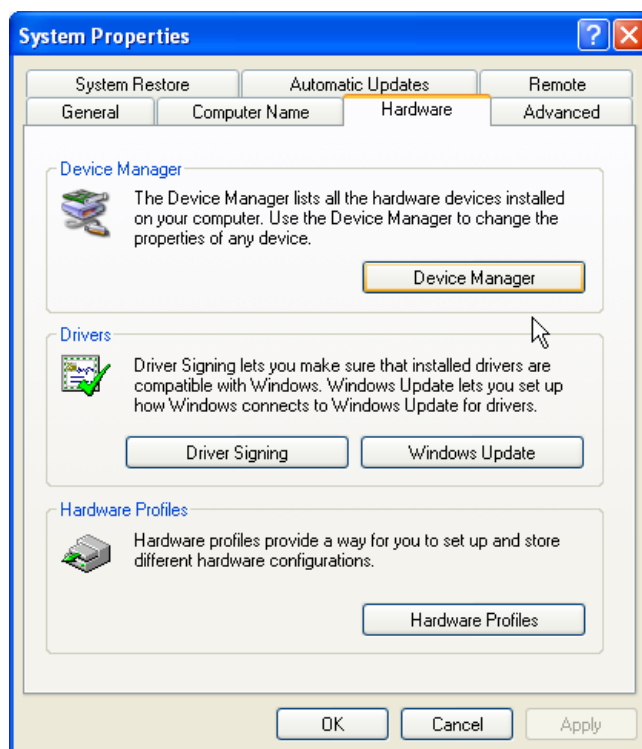 System Properties
System Restore
Automatic Updates
Remote
General
Computer Name
Hardware
Advanced
Device Manager
The Device Manager lists all the hardware devices installed
on your computer. Use the Device Manager to change the
properties of any device.
Device Manager
Drivers
Driver Signing lets you make sure that installed drivers are
compatible with Windows. Windows Update lets you set up
how Windows connects to Windows Update for drivers.
Driver Signing
Windows Update
Hardware Profiles
Hardware profiles provide a way for you to set up and store
different hardware configurations.
Hardware Profiles
OK
Cancel
Apply